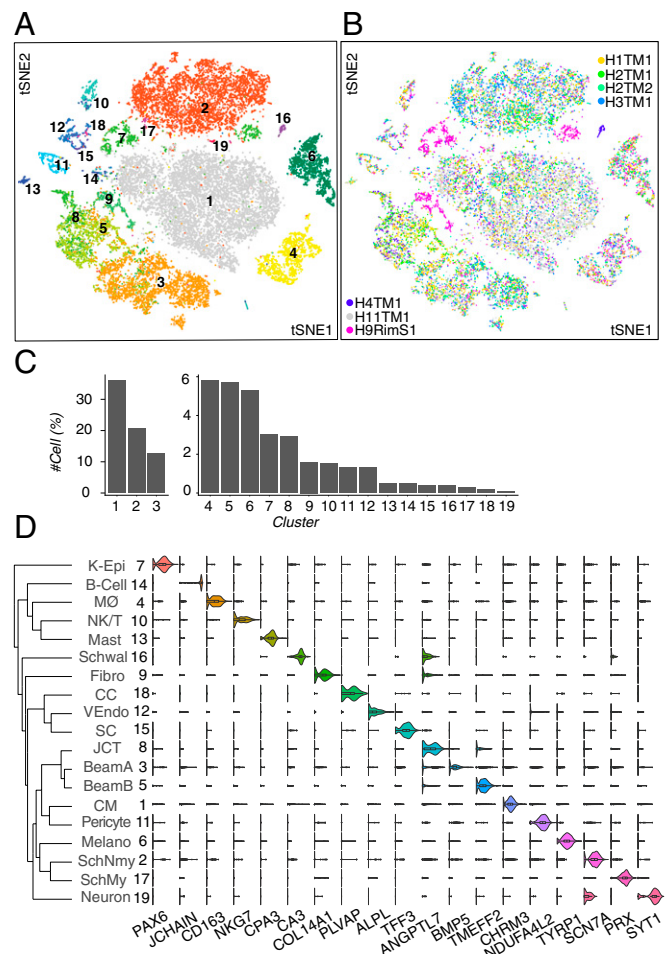 A
B
tSNE2
10
2
12
18
17
16
7
19
6
15
11
14
13
9
1
8
5
4
3
tSNE1
tSNE2
H1TM1
H2TM1
H2TM2
H3TM1
H4TM1
H11TM1
H9RimS1
tSNE1
C
#Cell (%)
30
20
10
0
1 2 3
6
4
2
0
4 5 6 7 8 9 10 11 12 13 14 15 16 17 18 19
Cluster
D
K-Epi 7
B-Cell 14
MØ 4
NK/T 10
Mast 13
Schwal 16
Fibro 9
CC 18
VEndo 12
SC 15
JCT 8
BeamA 3
BeamB 5
CM 1
Pericyte 11
Melano 6
SchNmy 2
SchMy 17
Neuron 19
PAX6
JCHAIN
CD163
NKG7
CPA3
CA3
COL14A1
PLVAP
ALPL
TFF3
ANGPTL7
BMP5
TMEFF2
CHRM3
NDUFA4L2
TYRP1
SCN7A
PRX
SYT1